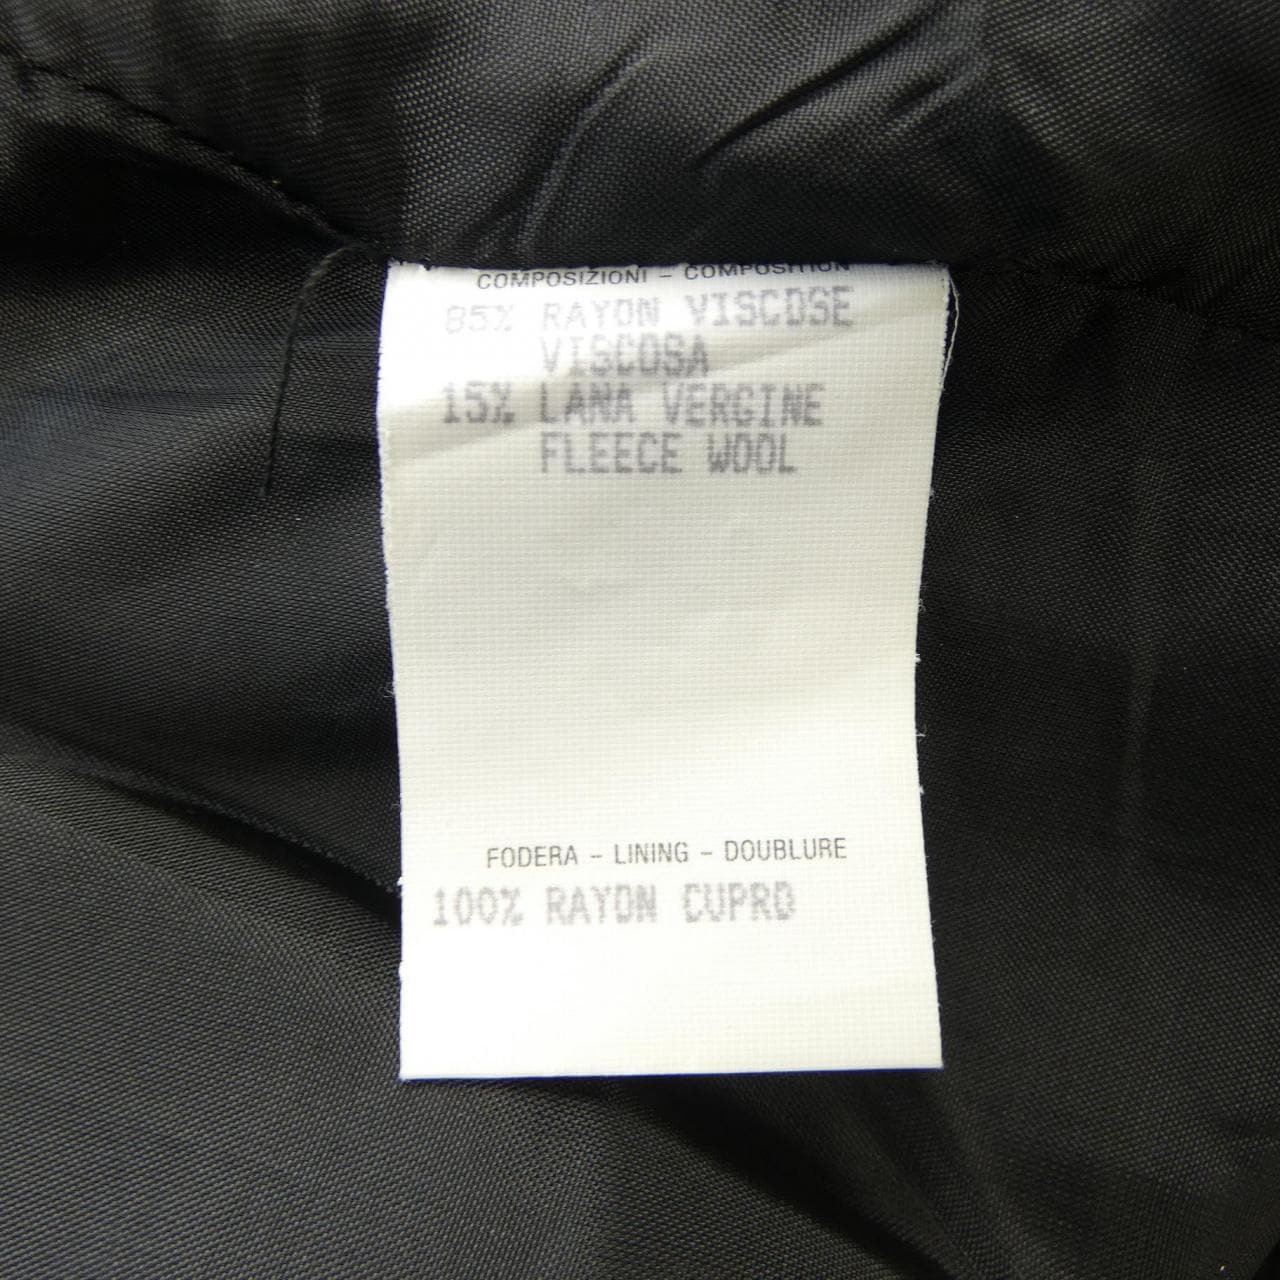 COMPOSIZIONI - COMPOSITION
85% RAYON VISCOSE
VISCOSA
15% LANA VERGINE
FLEECE WOOL
FODERA - LINING - DOUBLURE
100% RAYON CUPRO